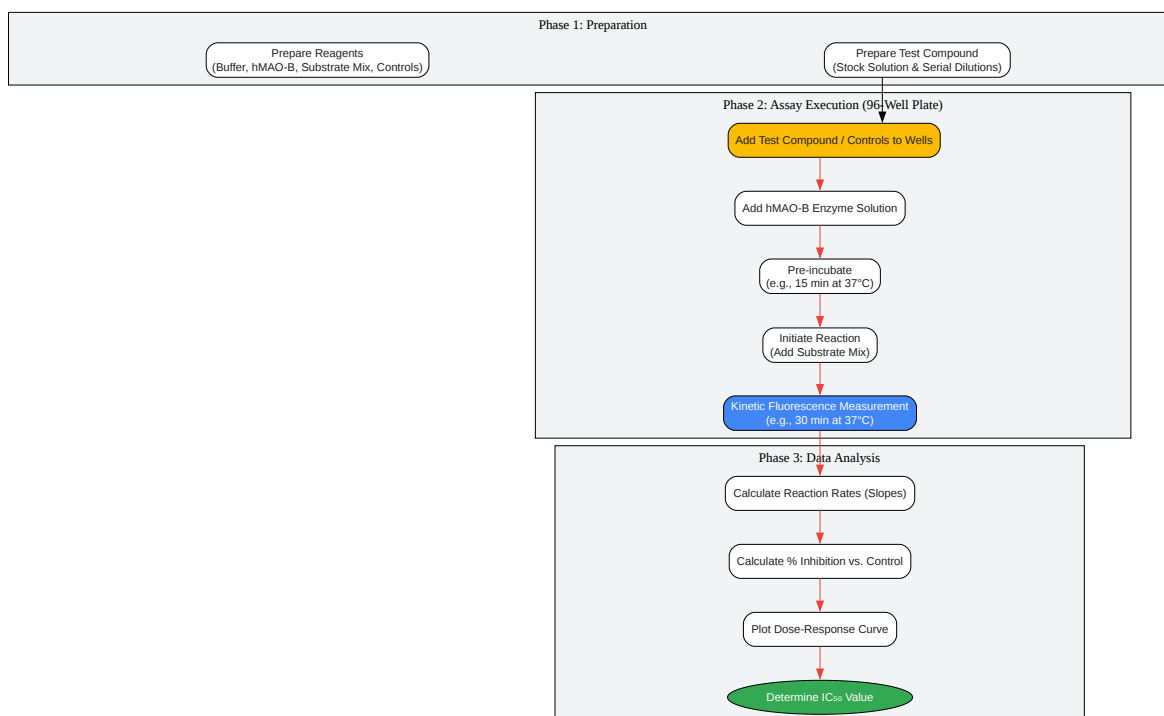 Phase 1: Preparation
Prepare Reagents
(Buffer, hMAO-B, Substrate Mix, Controls)
Prepare Test Compound
(Stock Solution & Serial Dilutions)
Phase 2: Assay Execution (96-Well Plate)
Add Test Compound / Controls to Wells
Add hMAO-B Enzyme Solution
Pre-incubate
(e.g., 15 min at 37°C)
Initiate Reaction
(Add Substrate Mix)
Kinetic Fluorescence Measurement
(e.g., 30 min at 37°C)
Phase 3: Data Analysis
Calculate Reaction Rates (Slopes)
Calculate % Inhibition vs. Control
Plot Dose-Response Curve
Determine IC₅₀ Value